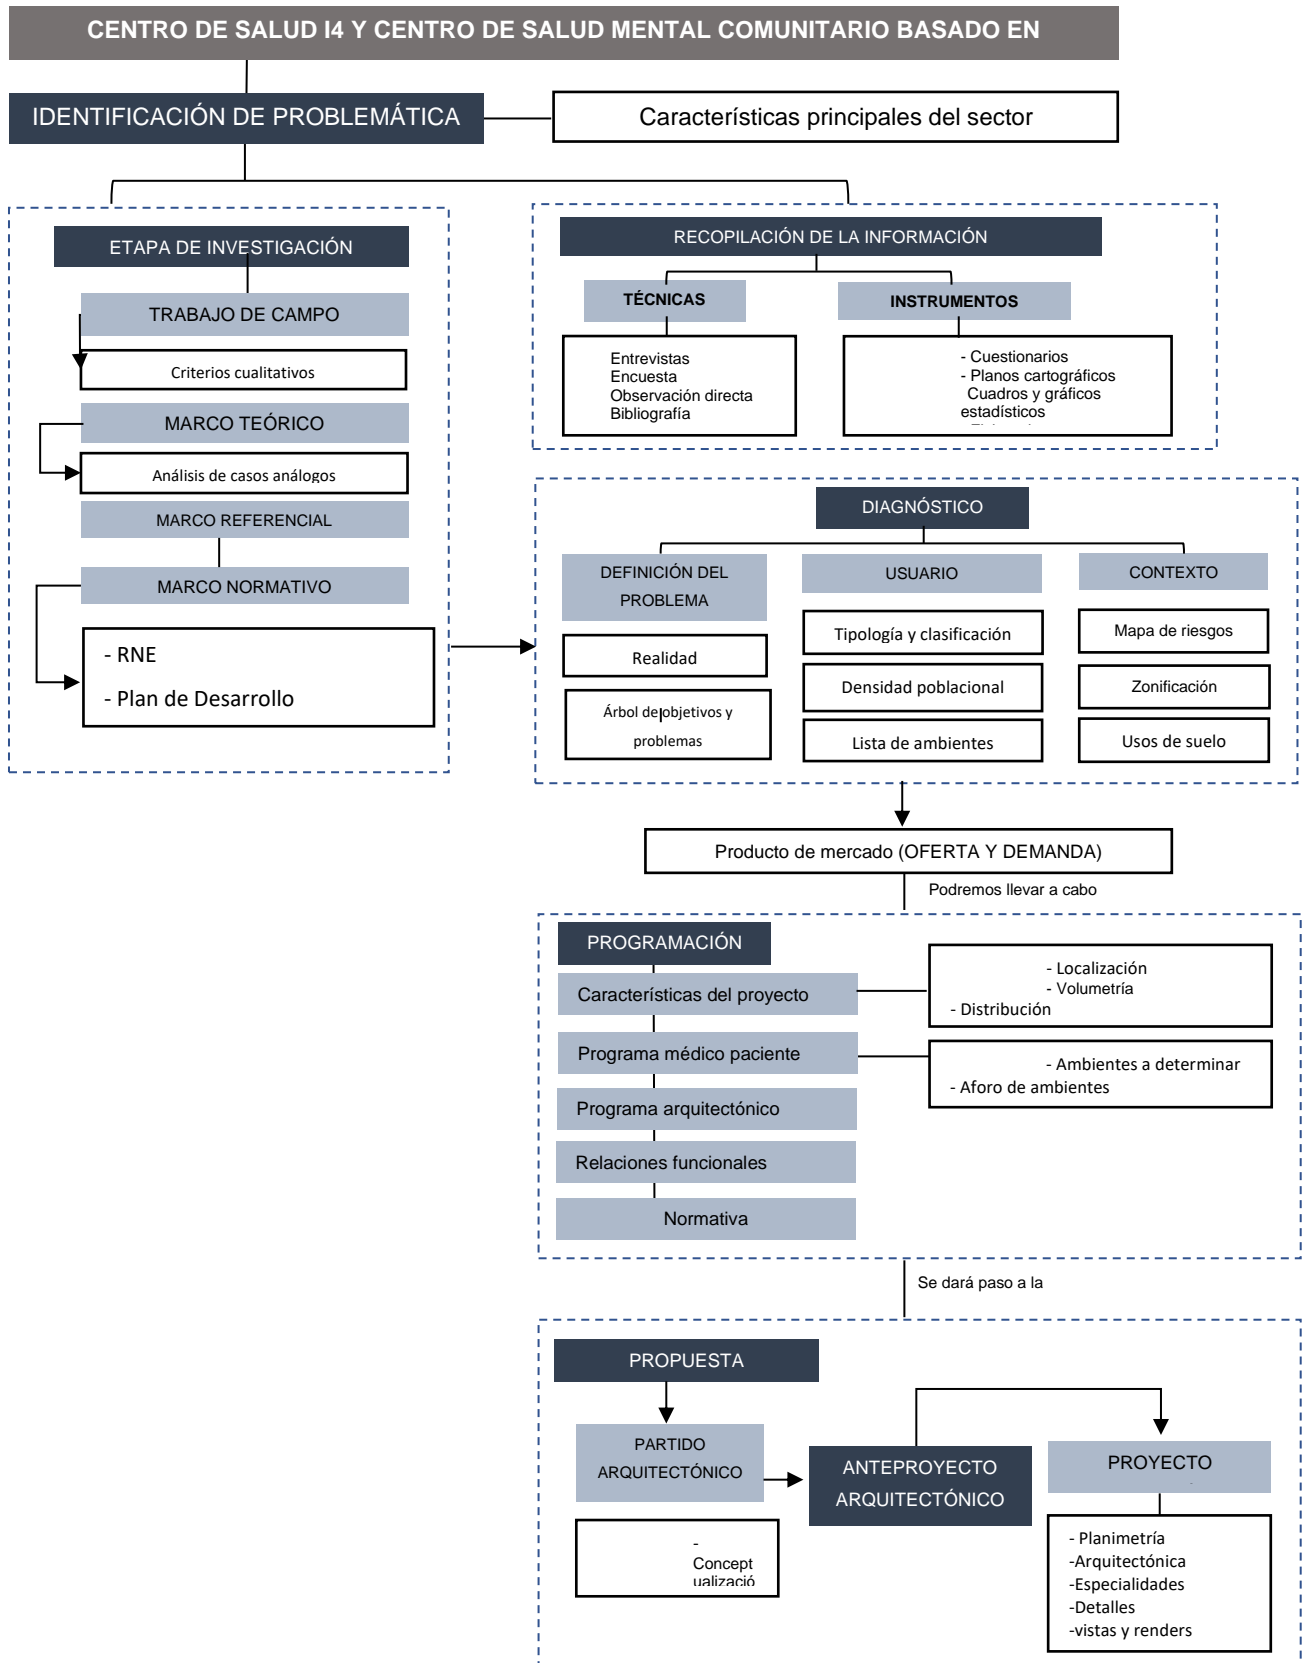 CENTRO DE SALUD I4 Y CENTRO DE SALUD MENTAL COMUNITARIO BASADO EN
IDENTIFICACIÓN DE PROBLEMÁTICA
Características principales del sector
ETAPA DE INVESTIGACIÓN
TRABAJO DE CAMPO
Criterios cualitativos
MARCO TEÓRICO
Análisis de casos análogos
MARCO REFERENCIAL
MARCO NORMATIVO
- RNE
- Plan de Desarrollo
RECOPILACIÓN DE LA INFORMACIÓN
TÉCNICAS
Entrevistas
Encuesta
Observación directa
Bibliografía
INSTRUMENTOS
- Cuestionarios
- Planos cartográficos
Cuadros y gráficos
estadísticos
DIAGNÓSTICO
DEFINICIÓN DEL
PROBLEMA
Realidad
Árbol de objetivos y
problemas
USUARIO
Tipología y clasificación
Densidad poblacional
Lista de ambientes
CONTEXTO
Mapa de riesgos
Zonificación
Usos de suelo
Producto de mercado (OFERTA Y DEMANDA)
Podremos llevar a cabo
PROGRAMACIÓN
Características del proyecto
- Localización
- Volumetría
- Distribución
Programa médico paciente
- Ambientes a determinar
- Aforo de ambientes
Programa arquitectónico
Relaciones funcionales
Normativa
Se dará paso a la
PROPUESTA
PARTIDO
ARQUITECTÓNICO
-
Concept
ualizació
ANTEPROYECTO
ARQUITECTÓNICO
PROYECTO
- Planimetría
-Arquitectónica
-Especialidades
-Detalles
-vistas y renders